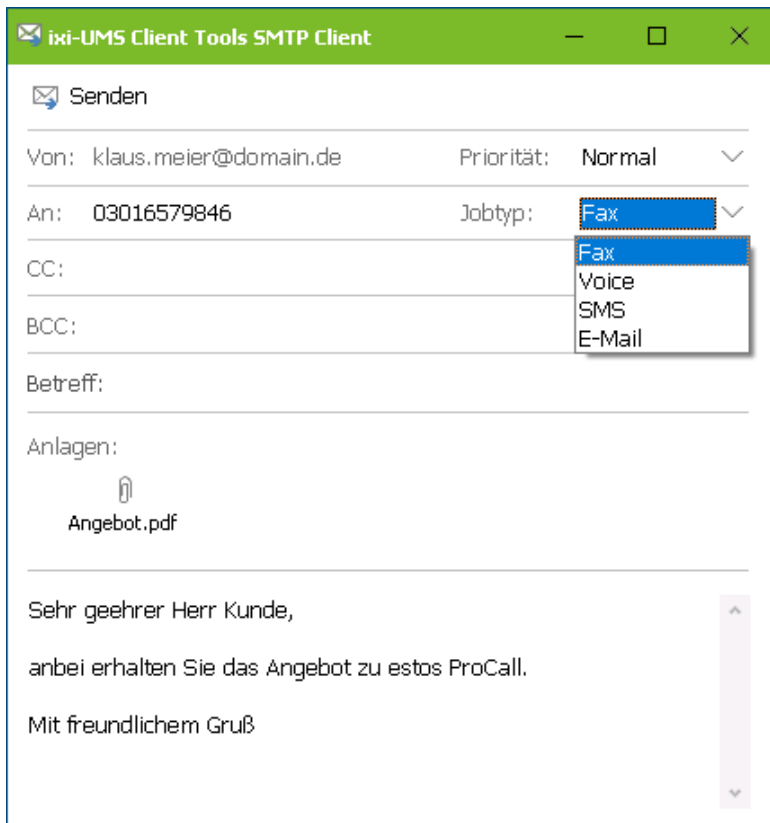 ixi-UMS Client Tools SMTP Client
Senden
Von: klaus.meier@domain.de Priorität: Normal
An: 03016579846 Jobtyp: Fax
Fax
CC:
Voice
SMS
BCC:
E-Mail
Betreff:
Anlagen:
Angebot.pdf
Sehr geehrer Herr Kunde,
anbei erhalten Sie das Angebot zu estos ProCall.
Mit freundlichem Gruß